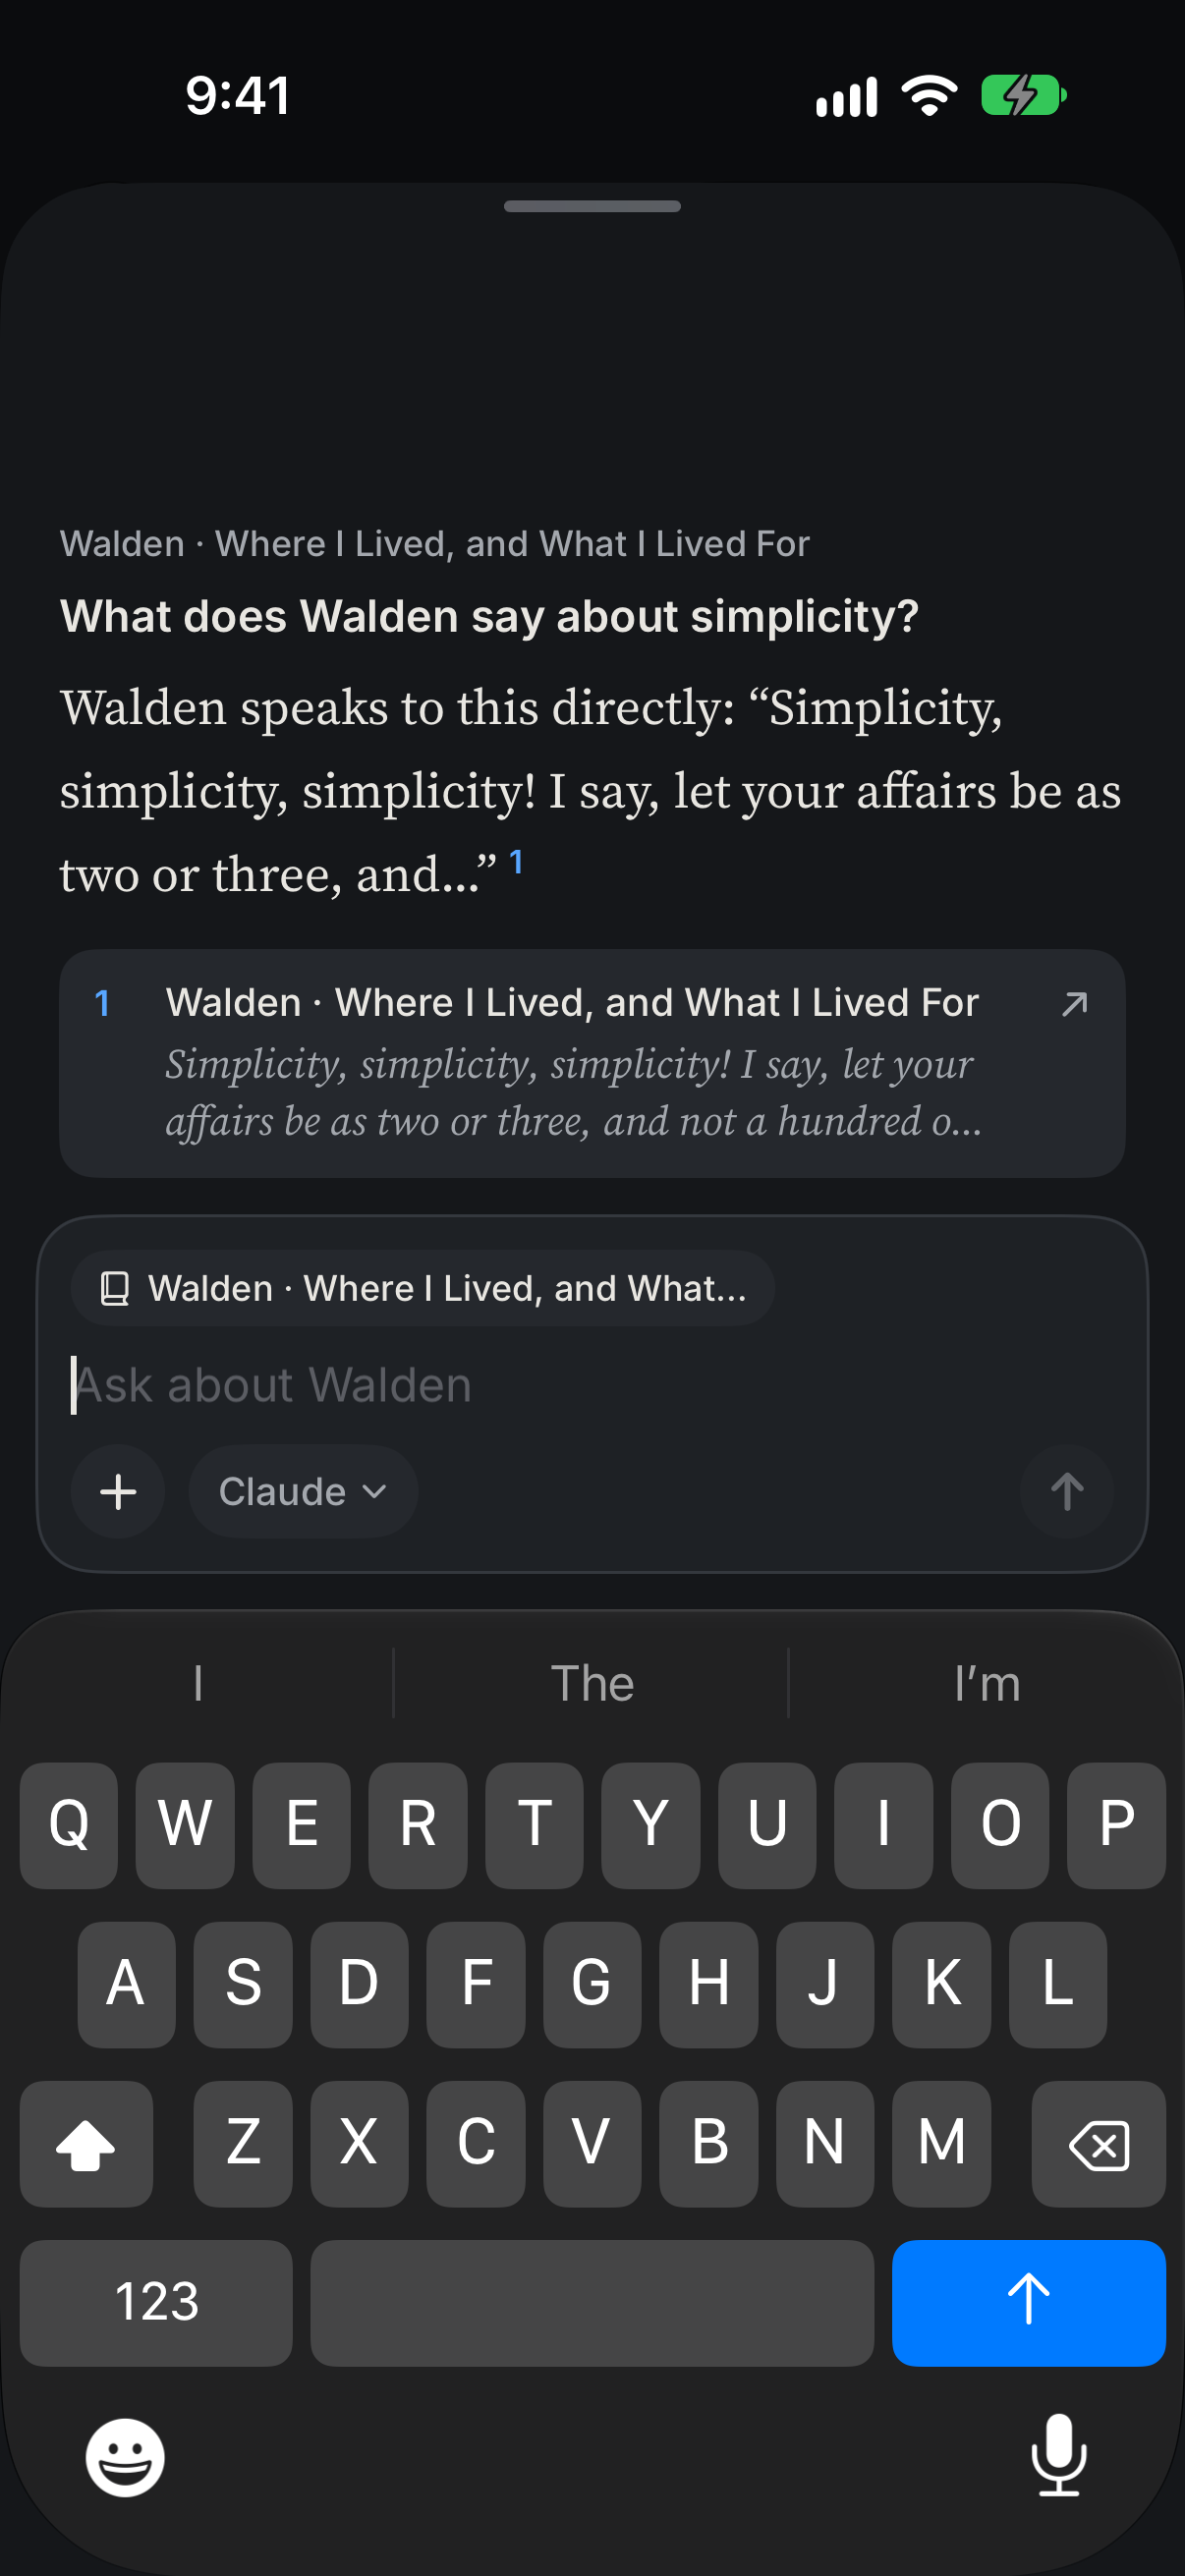 9:41
Walden · Where I Lived, and What I Lived For
What does Walden say about simplicity?
Walden speaks to this directly: “Simplicity,
simplicity, simplicity! I say, let your affairs be as
two or three, and...” 1
1 Walden · Where I Lived, and What I Lived For
Simplicity, simplicity, simplicity! I say, let your
affairs be as two or three, and not a hundred o...
Walden · Where I Lived, and What...
Ask about Walden
Claude
I The I’m
Q W E R T Y U I O P
A S D F G H J K L
Z X C V B N M
123